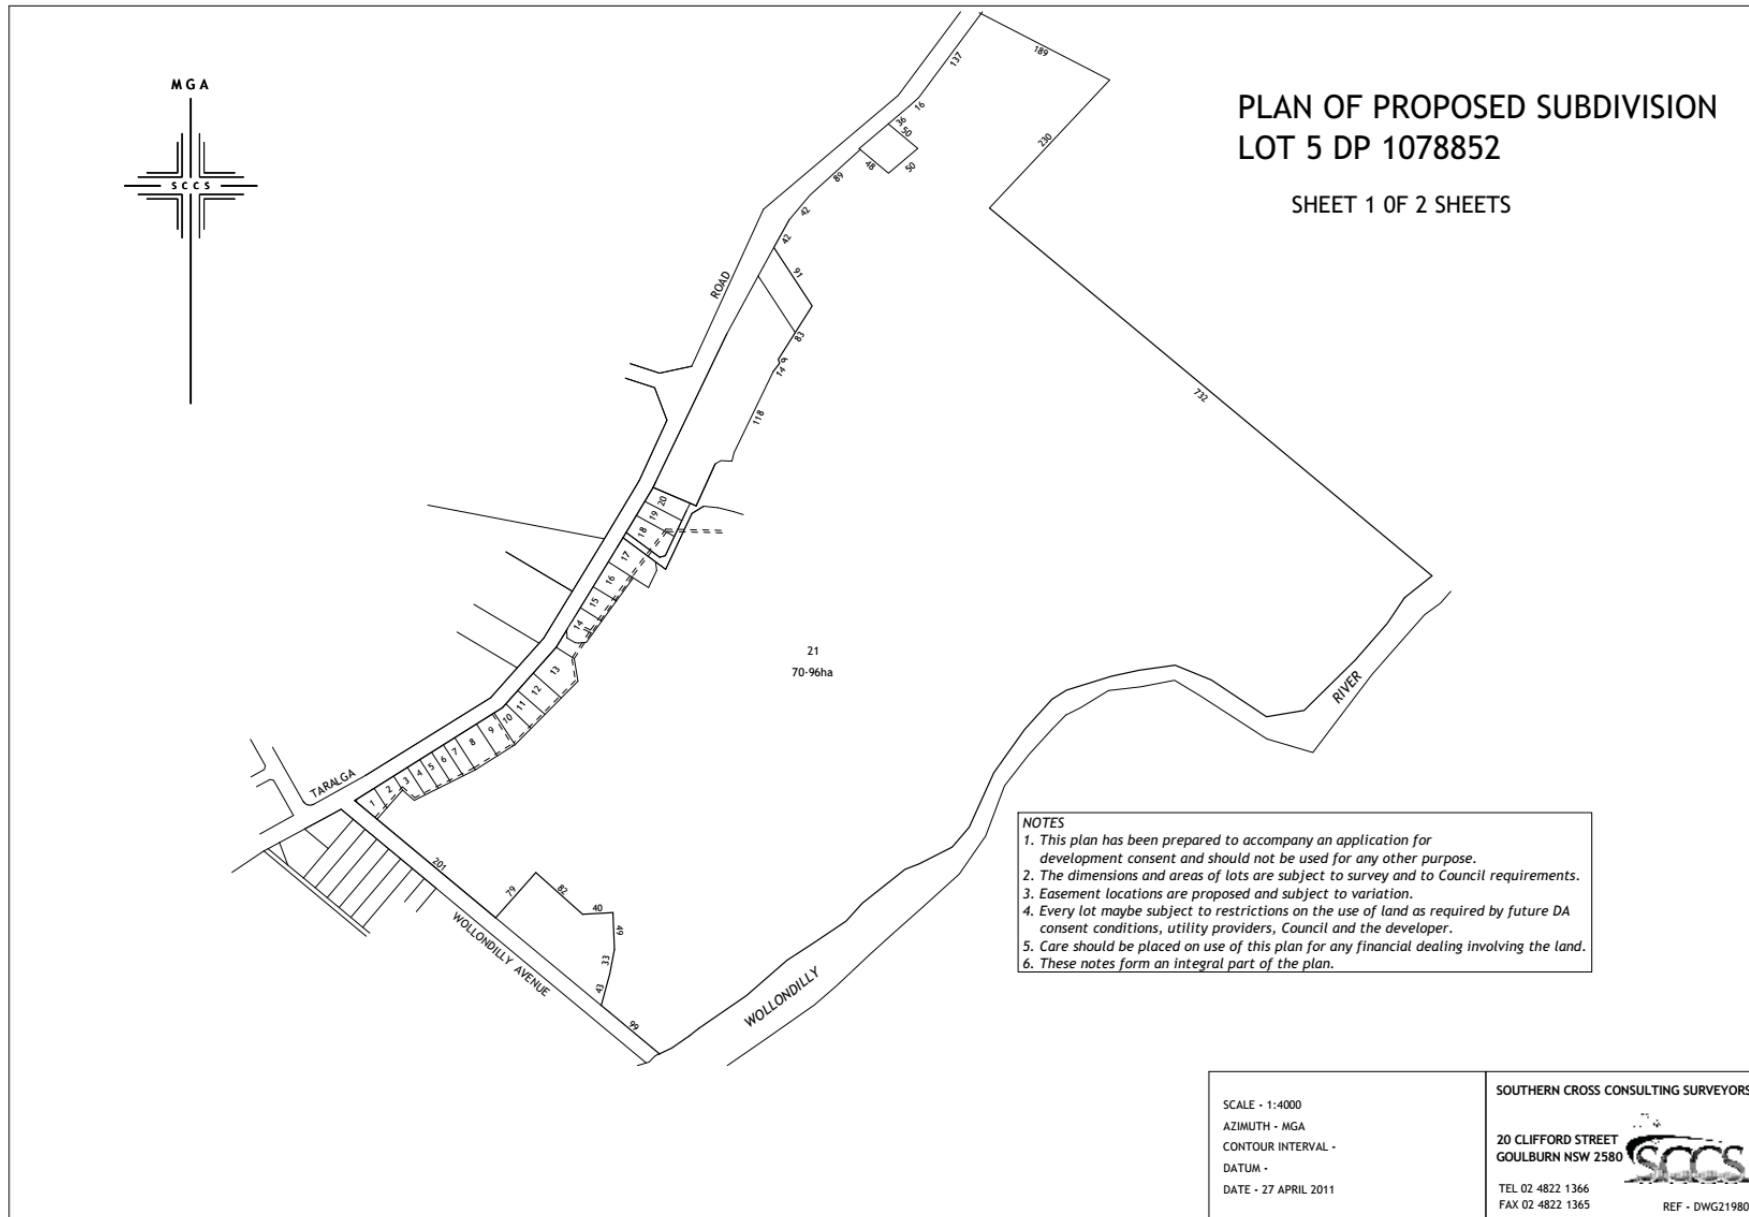 MGA
SCCS
PLAN OF PROPOSED SUBDIVISION
LOT 5 DP 1078852
SHEET 1 0F 2 SHEETS
189
137
16
36
50
50
48
230
89
42
42
91
ROAD
83
9
14
118
732
20
19
18
17
16
15
14
13
12
11
10
9
8
7
6
5
4
3
2
1
21
70-96ha
RIVER
TARALGA
201
79
82
40
49
33
43
99
WOLLONDILLY AVENUE
WOLLONDILLY
NOTES
1. This plan has been prepared to accompany an application for
development consent and should not be used for any other purpose.
2. The dimensions and areas of lots are subject to survey and to Council requirements.
3. Easement locations are proposed and subject to variation.
4. Every lot maybe subject to restrictions on the use of land as required by future DA
consent conditions, utility providers, Council and the developer.
5. Care should be placed on use of this plan for any financial dealing involving the land.
6. These notes form an integral part of the plan.
SCALE - 1:4000
AZIMUTH - MGA
CONTOUR INTERVAL -
DATUM -
DATE - 27 APRIL 2011
SOUTHERN CROSS CONSULTING SURVEYORS
20 CLIFFORD STREET
GOULBURN NSW 2580
SCCS
TEL 02 4822 1366
FAX 02 4822 1365
REF - DWG21980